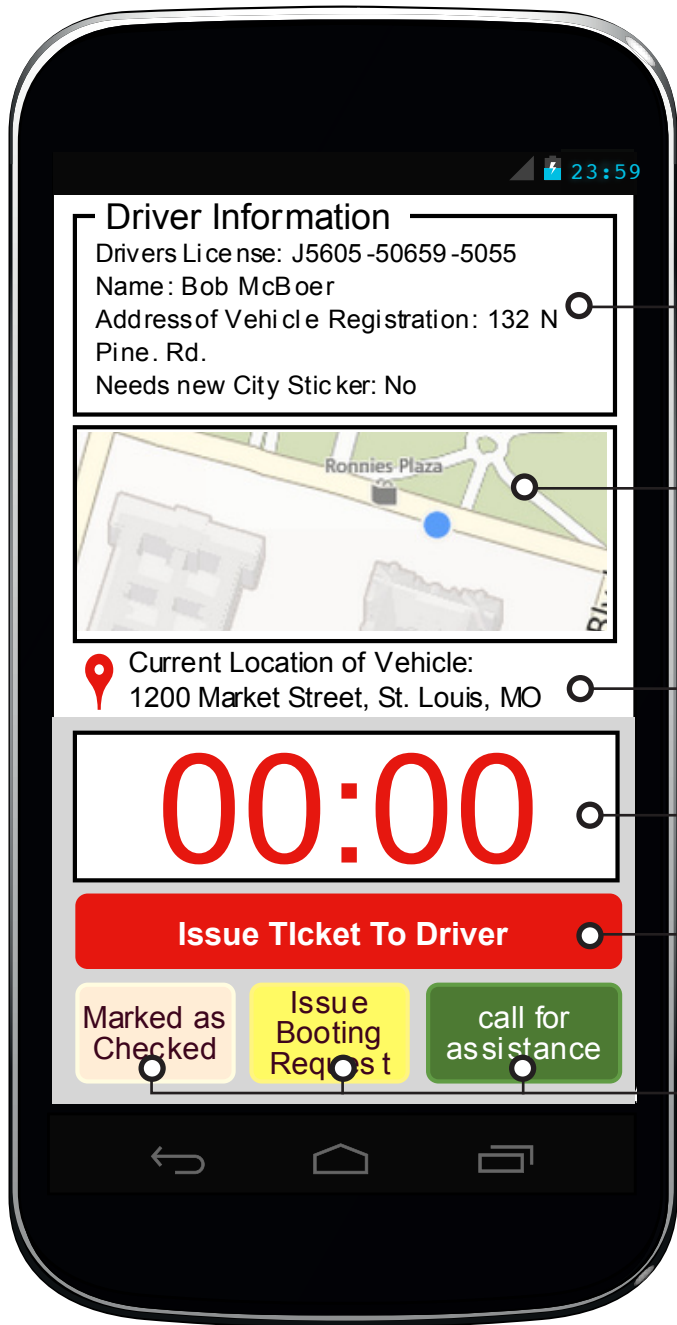 23:59
Driver Information
Drivers License: J5605-50659-5055
Name: Bob McBoer
Address of Vehicle Registration: 132 N
Pine. Rd.
Needs new City Sticker: No
Ronnies Plaza
Current Location of Vehicle:
1200 Market Street, St. Louis, MO
00:00
Issue TIcket To Driver
Marked as
Checked
Issue
Booting
Request
call for
assistance